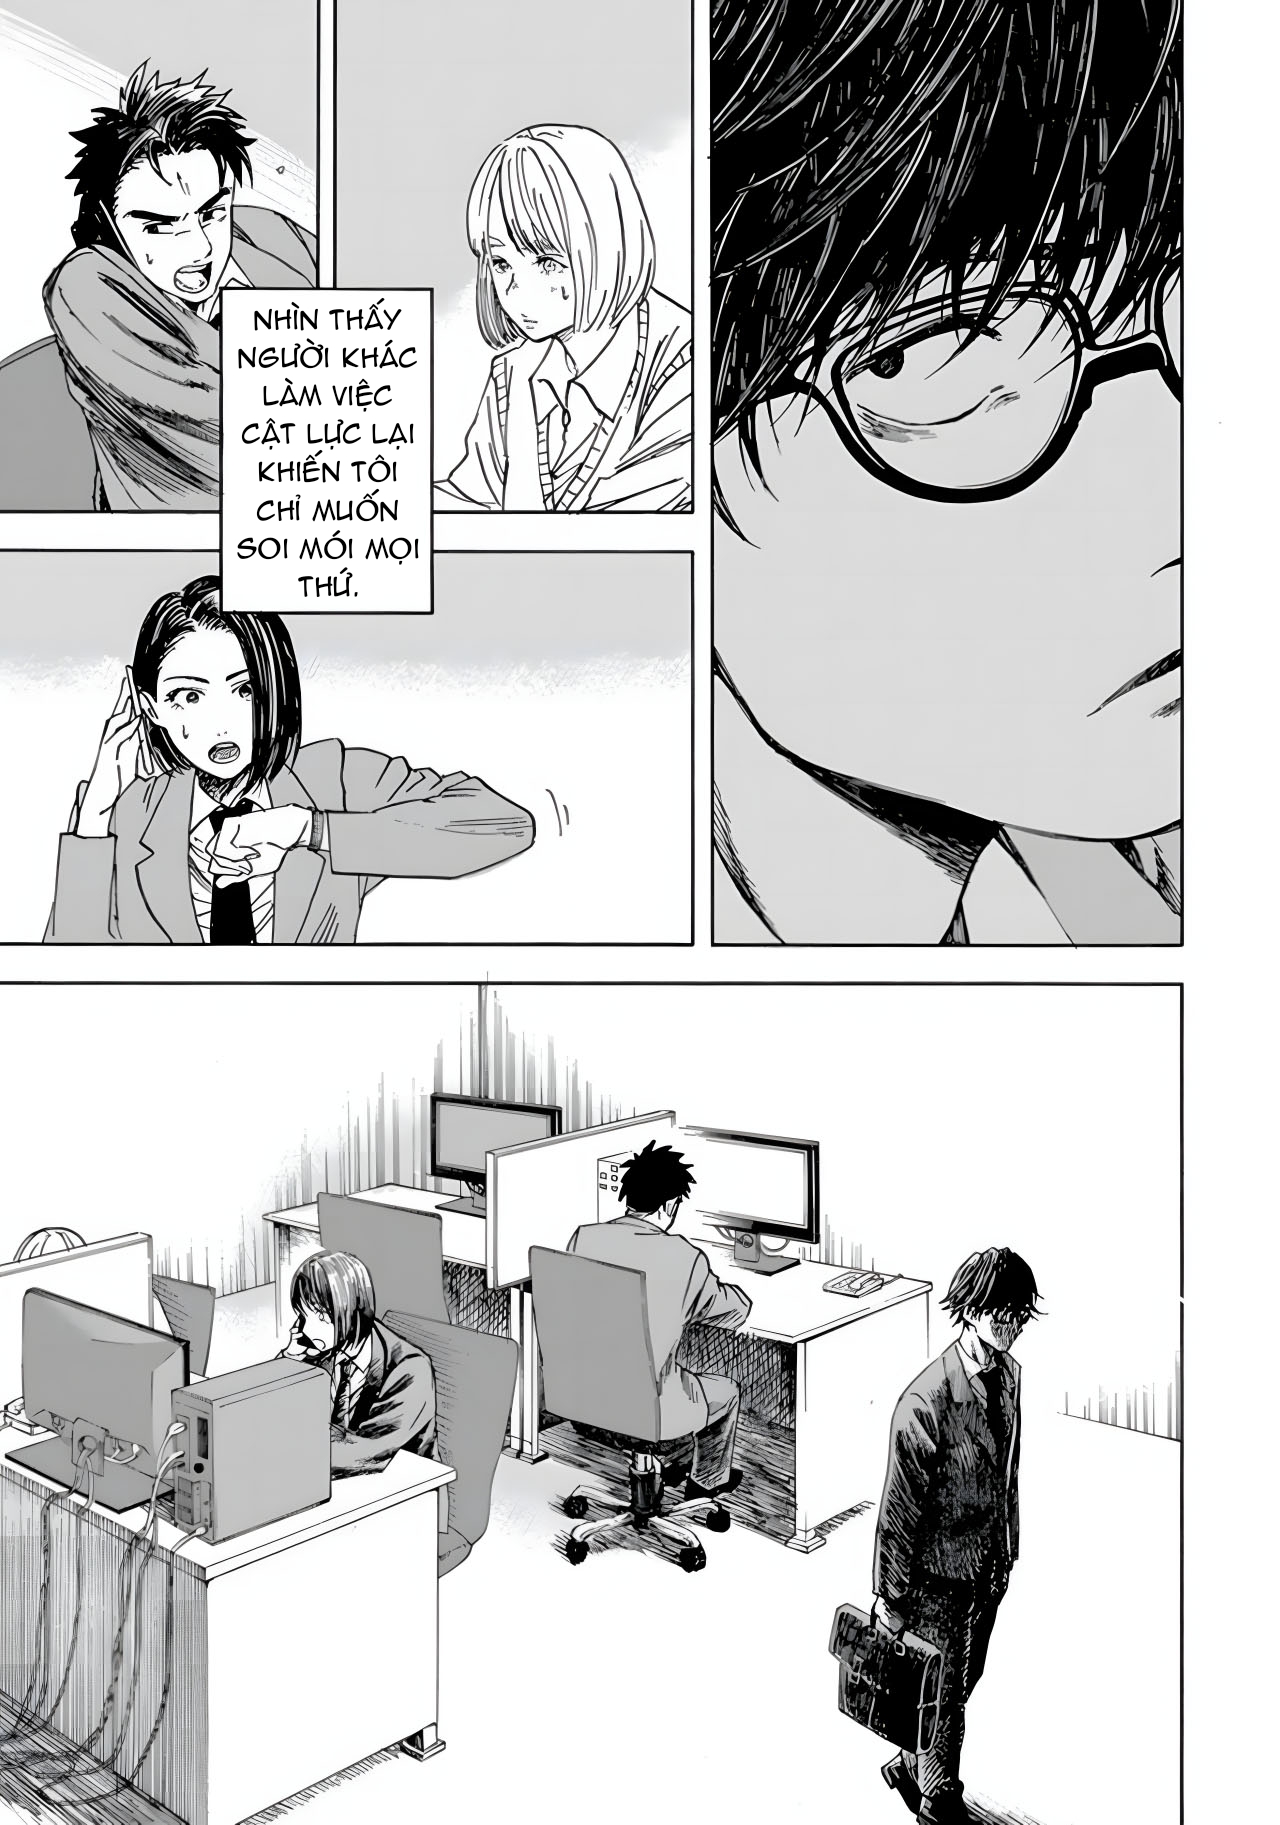 NHÌN THẤY
NGƯỜI KHÁC
LÀM VIỆC
CẬT LỰC LẠI
KHIẾN TÔI
CHỈ MUỐN
SOI MÓI MỌI
THỨ.